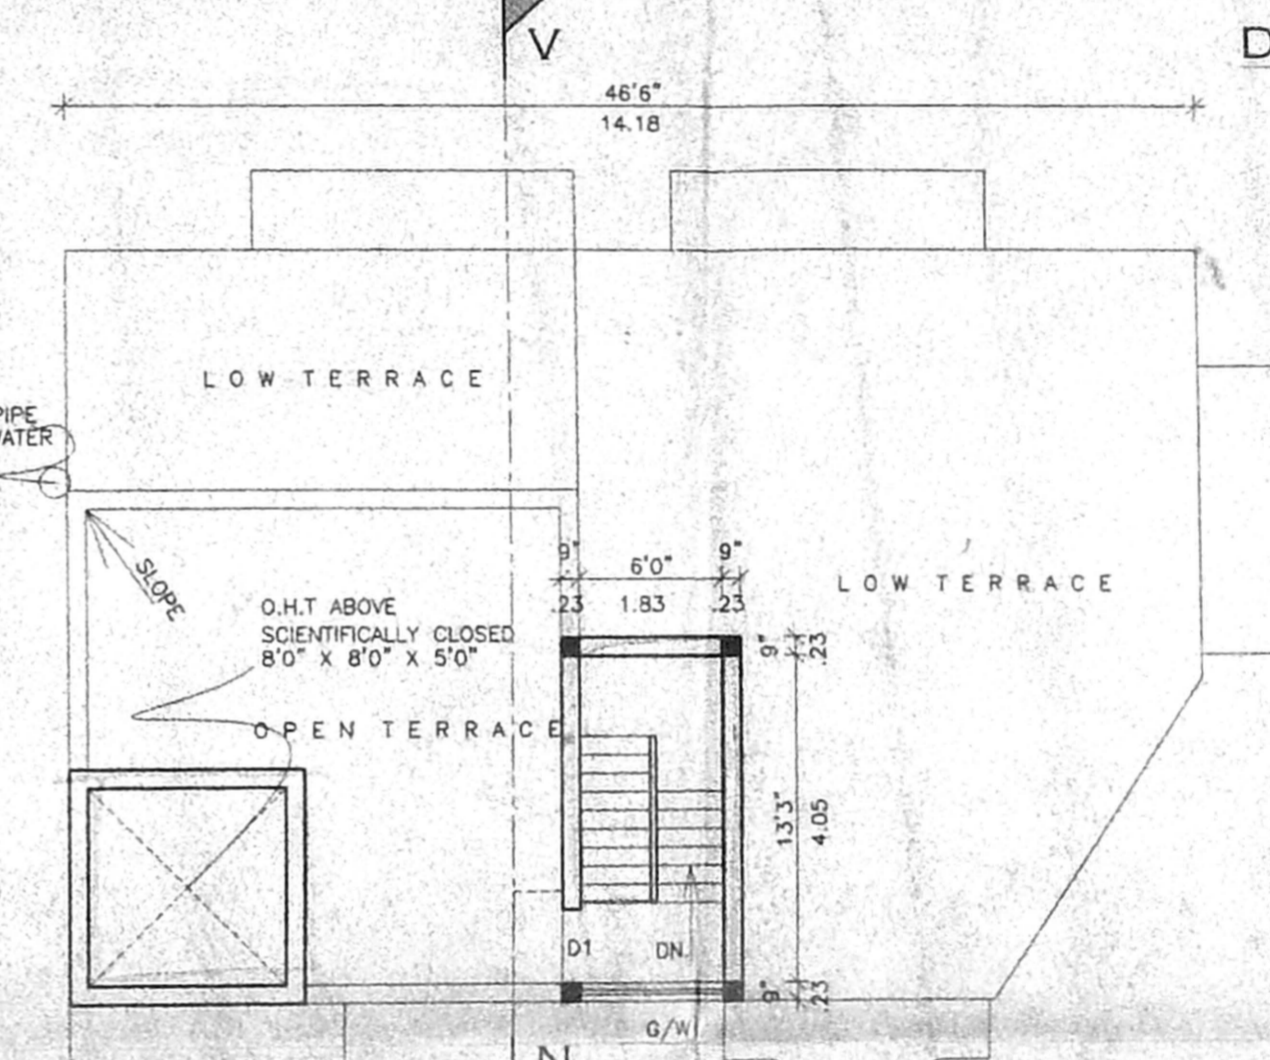 V
D
46'6"
14.18
LOW TERRACE
PIPE
WATER
SLOPE
9" 6'0" 9"
.23 1.83 .23
LOW TERRACE
O.H.T ABOVE
SCIENTIFICALLY CLOSED
8'0" X 8'0" X 5'0"
9" .23
OPEN TERRACE
13'3" 4.05
D1 DN.
9" .23
G/W
N